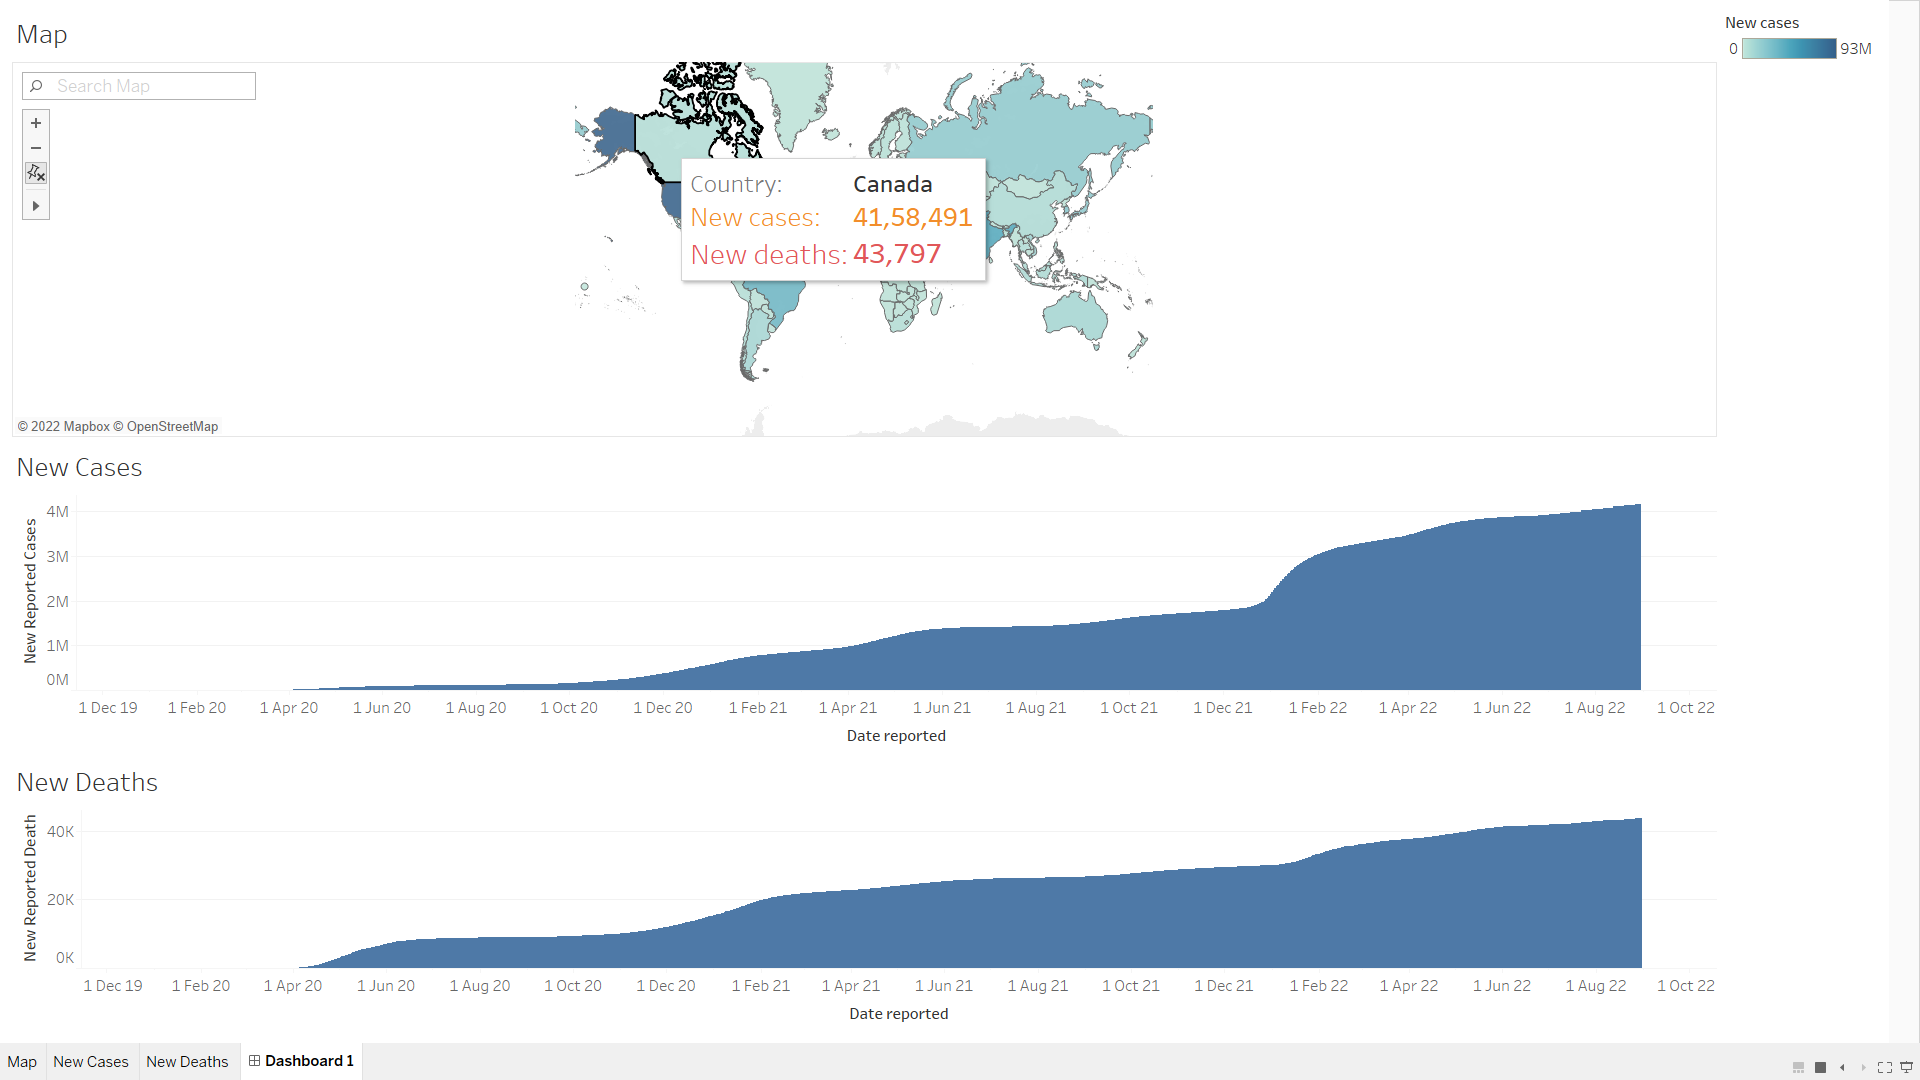 Map
New cases
0 93M
Search Map
Country: Canada
New cases: 41,58,491
New deaths: 43,797
© 2022 Mapbox © OpenStreetMap
New Cases
New Reported Cases
4M
3M
2M
1M
0M
1 Dec 19 1 Feb 20 1 Apr 20 1 Jun 20 1 Aug 20 1 Oct 20 1 Dec 20 1 Feb 21 1 Apr 21 1 Jun 21 1 Aug 21 1 Oct 21 1 Dec 21 1 Feb 22 1 Apr 22 1 Jun 22 1 Aug 22 1 Oct 22
Date reported
New Deaths
New Reported Death
40K
20K
0K
1 Dec 19 1 Feb 20 1 Apr 20 1 Jun 20 1 Aug 20 1 Oct 20 1 Dec 20 1 Feb 21 1 Apr 21 1 Jun 21 1 Aug 21 1 Oct 21 1 Dec 21 1 Feb 22 1 Apr 22 1 Jun 22 1 Aug 22 1 Oct 22
Date reported
Map New Cases New Deaths Dashboard 1